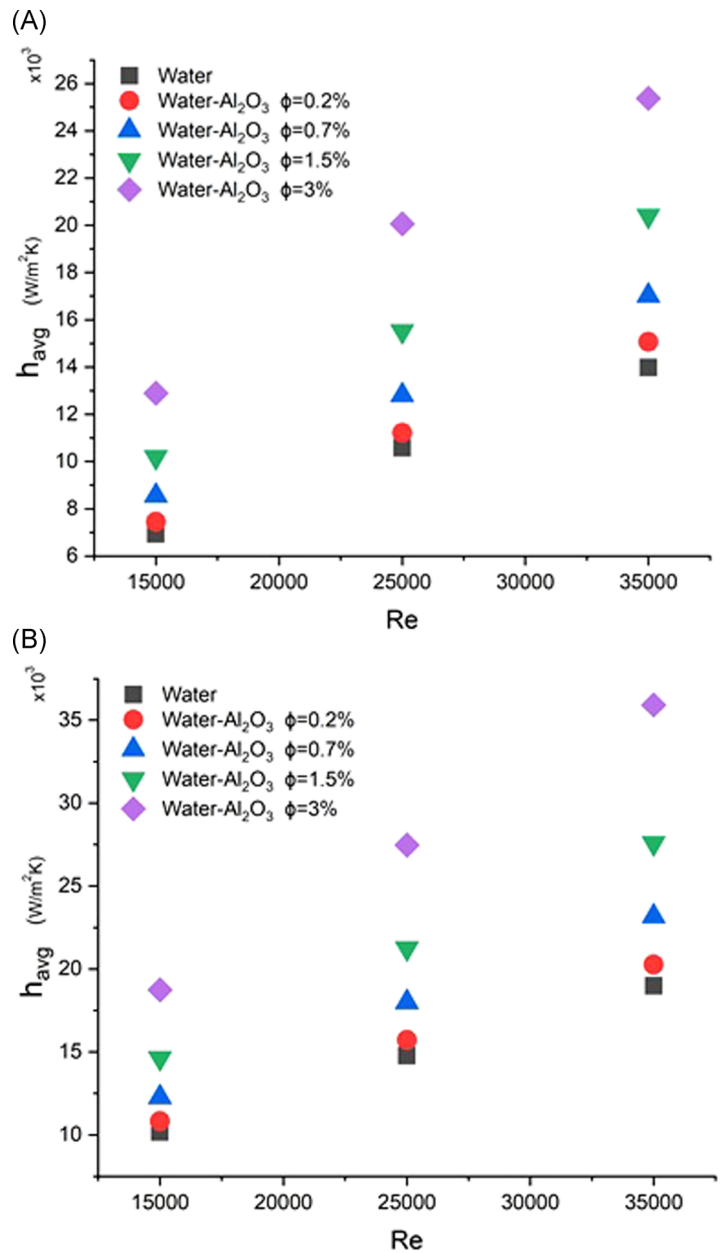 (A)
x10³
26
24
22
20
18
16
14
12
10
8
6
h_avg (W/m²K)
Water
Water-Al₂O₃ ϕ=0.2%
Water-Al₂O₃ ϕ=0.7%
Water-Al₂O₃ ϕ=1.5%
Water-Al₂O₃ ϕ=3%
15000 20000 25000 30000 35000
Re
(B)
x10³
35
30
25
20
15
10
h_avg (W/m²K)
Water
Water-Al₂O₃ ϕ=0.2%
Water-Al₂O₃ ϕ=0.7%
Water-Al₂O₃ ϕ=1.5%
Water-Al₂O₃ ϕ=3%
15000 20000 25000 30000 35000
Re